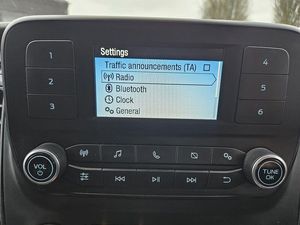 Settings
Traffic announcements (TA)
Radio
Bluetooth
Clock
General
1
2
3
4
5
6
VOL
TUNE
OK